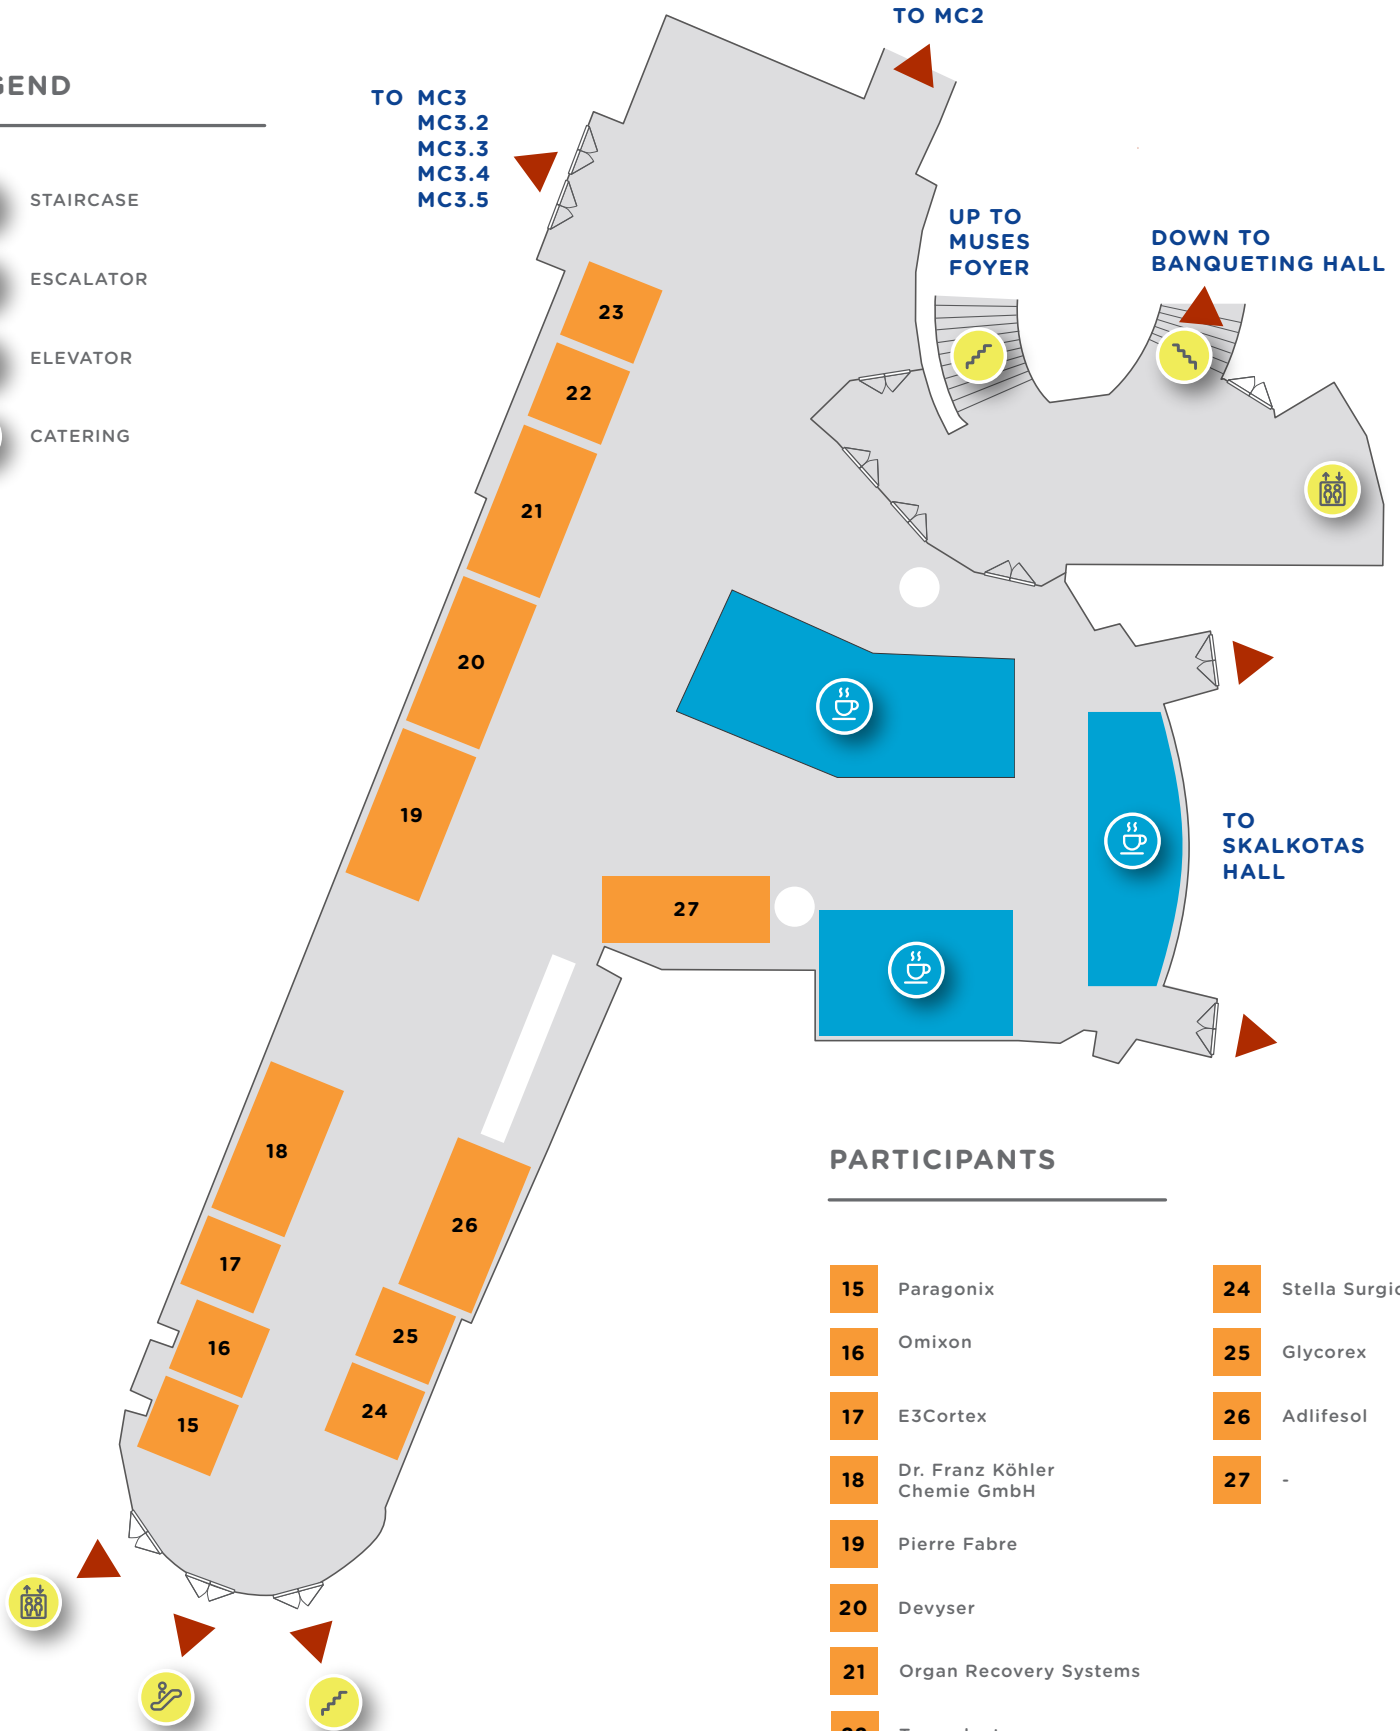 TO MC2
TO MC3
MC3.2
MC3.3
MC3.4
MC3.5
STAIRCASE
ESCALATOR
ELEVATOR
CATERING
UP TO
MUSES
FOYER
DOWN TO
BANQUETING HALL
23
22
21
20
19
27
TO
SKALKOTAS
HALL
18
17
16
15
26
25
24
PARTICIPANTS
15 Paragonix
16 Omixon
17 E3Cortex
18 Dr. Franz Köhler
Chemie GmbH
19 Pierre Fabre
20 Devyser
21 Organ Recovery Systems
24 Stella
25 Glycorex
26 Adlifesol
27 -